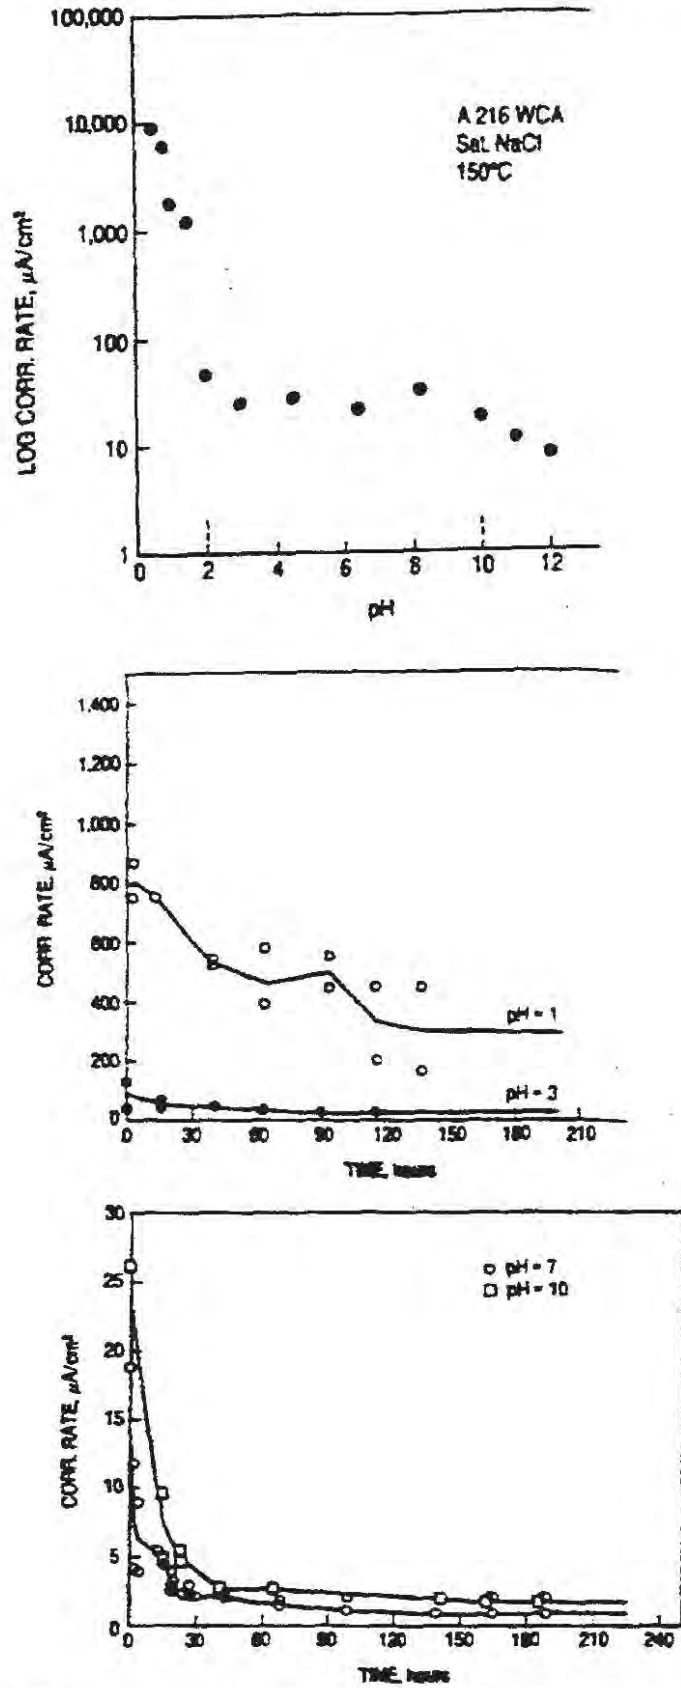 100,000
10,000
1,000
100
10
1
LOG CORR. RATE, μA/cm²
A 216 WCA
Sat. NaCl
150°C
0 2 4 6 8 10 12
pH
1,400
1,200
1,000
800
600
400
200
0
CORR. RATE, μA/cm²
pH = 1
pH = 3
0 30 60 90 120 150 180 210
TIME, hours
30
25
20
15
10
5
0
CORR. RATE, μA/cm²
pH = 7
pH = 10
0 30 60 90 120 150 180 210 240
TIME, hours